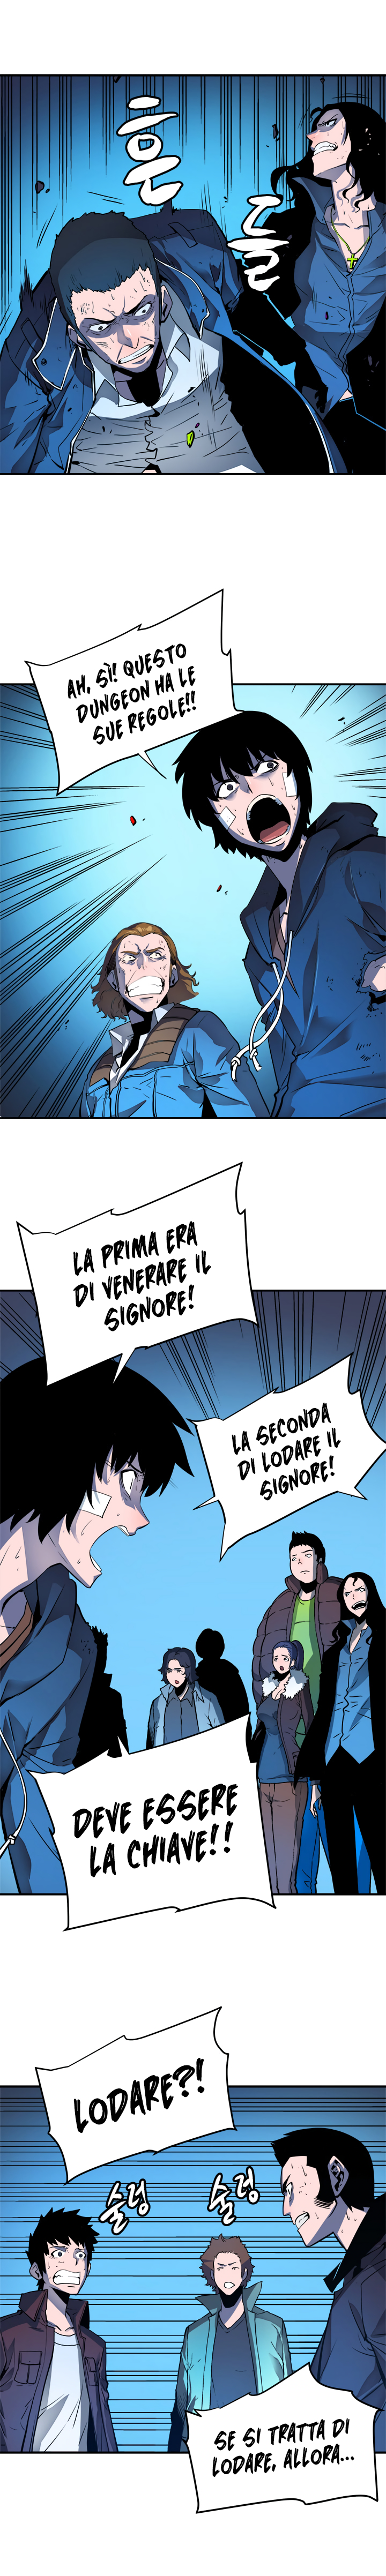 흔
들
AH, SÌ! QUESTO
DUNGEON HA LE
SUE REGOLE!!
LA PRIMA ERA
DI VENERARE IL
SIGNORE!
LA SECONDA
DI LODARE IL
SIGNORE!
DEVE ESSERE
LA CHIAVE!!
LODARE?!
술렁
술렁
SE SI TRATTA DI
LODARE, ALLORA...